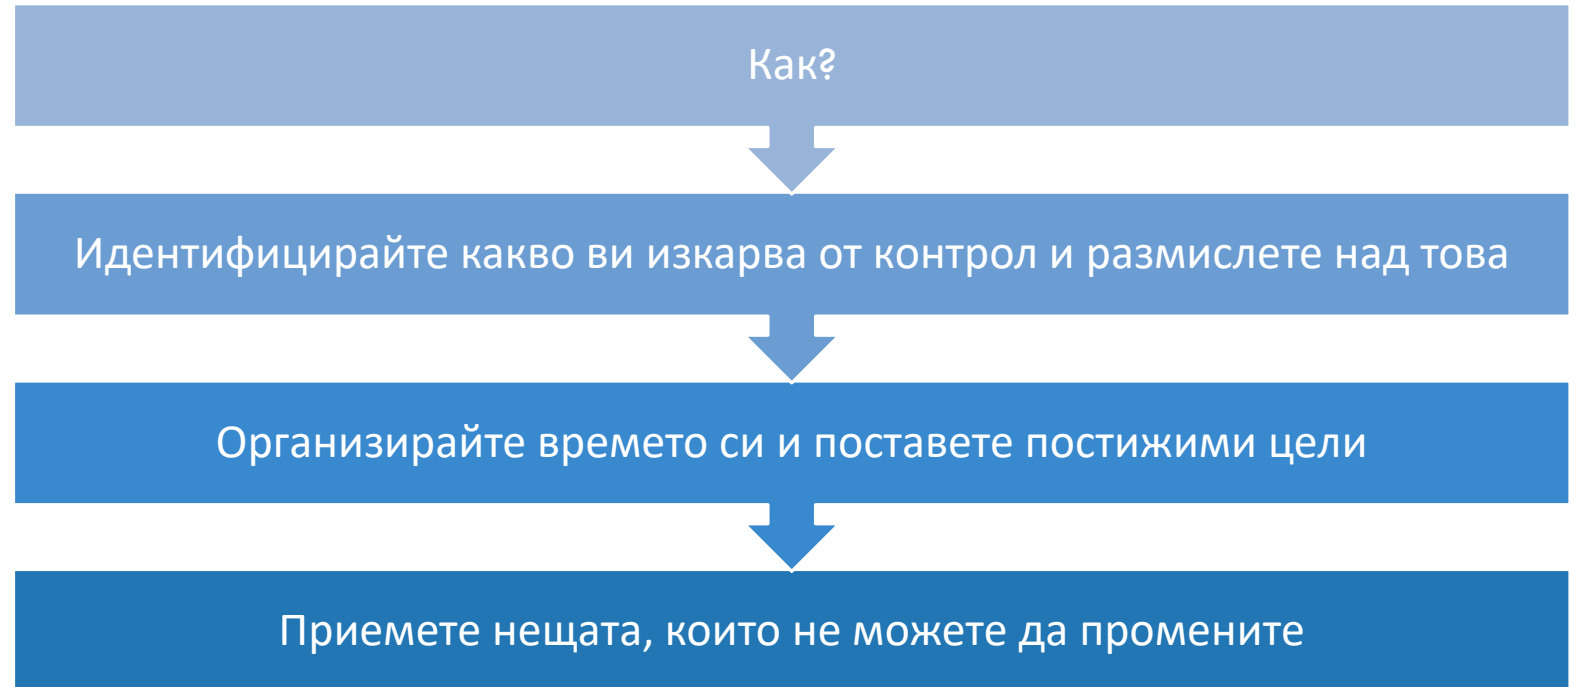 Как?
Идентифицирайте какво ви изкарва от контрол и размислете над това
Организирайте времето си и поставете постижими цели
Приемете нещата, които не можете да промените